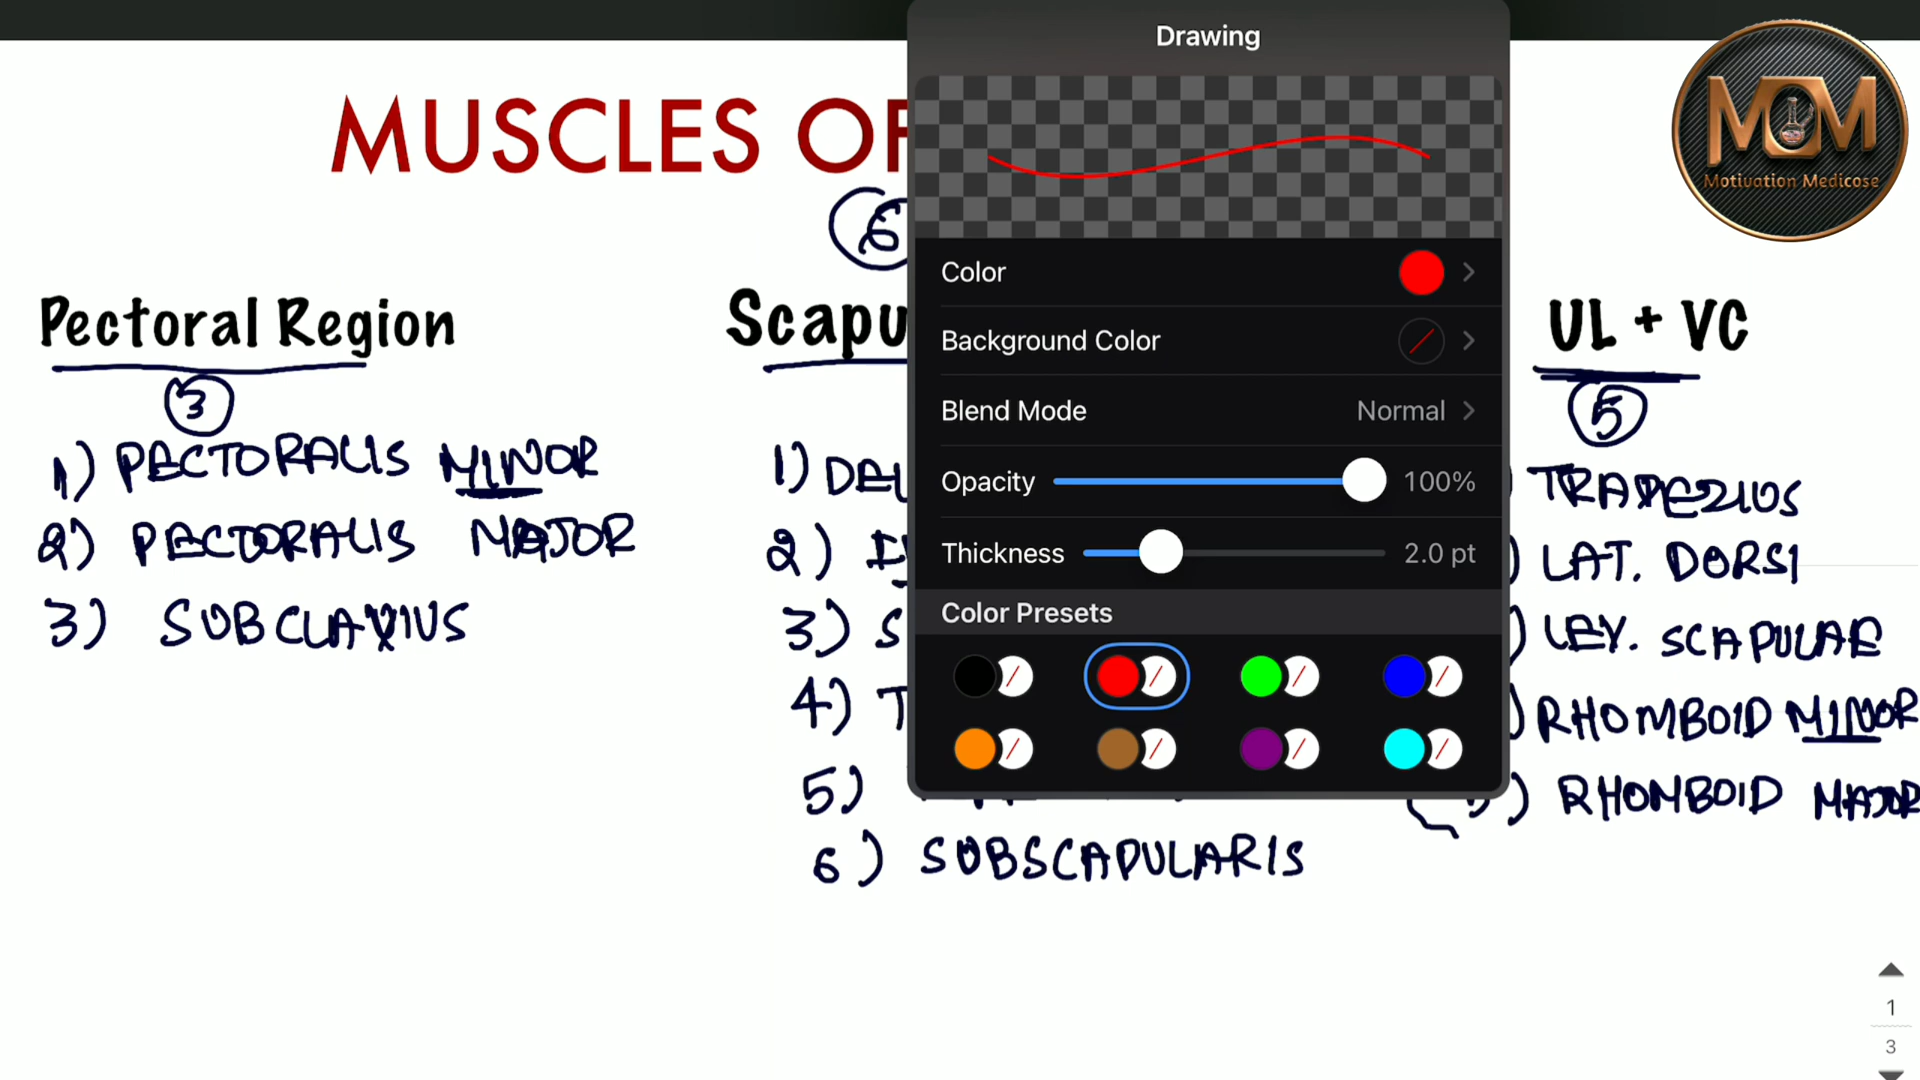 Drawing
MUSCLES OF
MOM
Motivation Medicose
6
Color
Background Color
Blend Mode Normal
Opacity 100%
Thickness 2.0 pt
Color Presets
Pectoral Region
3
1) PECTORALIS MINOR
2) PECTORALIS MAJOR
3) SUBCLAVIUS
Scapu
1) DEL
2)
3) S
4) T
5)
6) SUBSCAPULARIS
UL + VC
5
) TRAPEZIUS
) LAT. DORSI
) LEV. SCAPULAE
) RHOMBOID MINOR
) RHOMBOID MAJOR
1
3